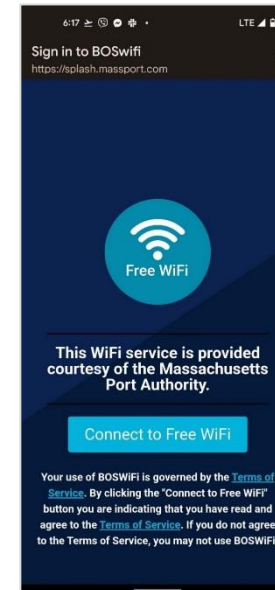 6:17
LTE
Sign in to BOSwifi
https://splash.massport.com
Free WiFi
This WiFi service is provided
courtesy of the Massachusetts
Port Authority.
Connect to Free WiFi
Your use of BOSWiFi is governed by the Terms of
Service. By clicking the "Connect to Free WiFi"
button you are indicating that you have read and
agree to the Terms of Service. If you do not agree
to the Terms of Service, you may not use BOSWiFi